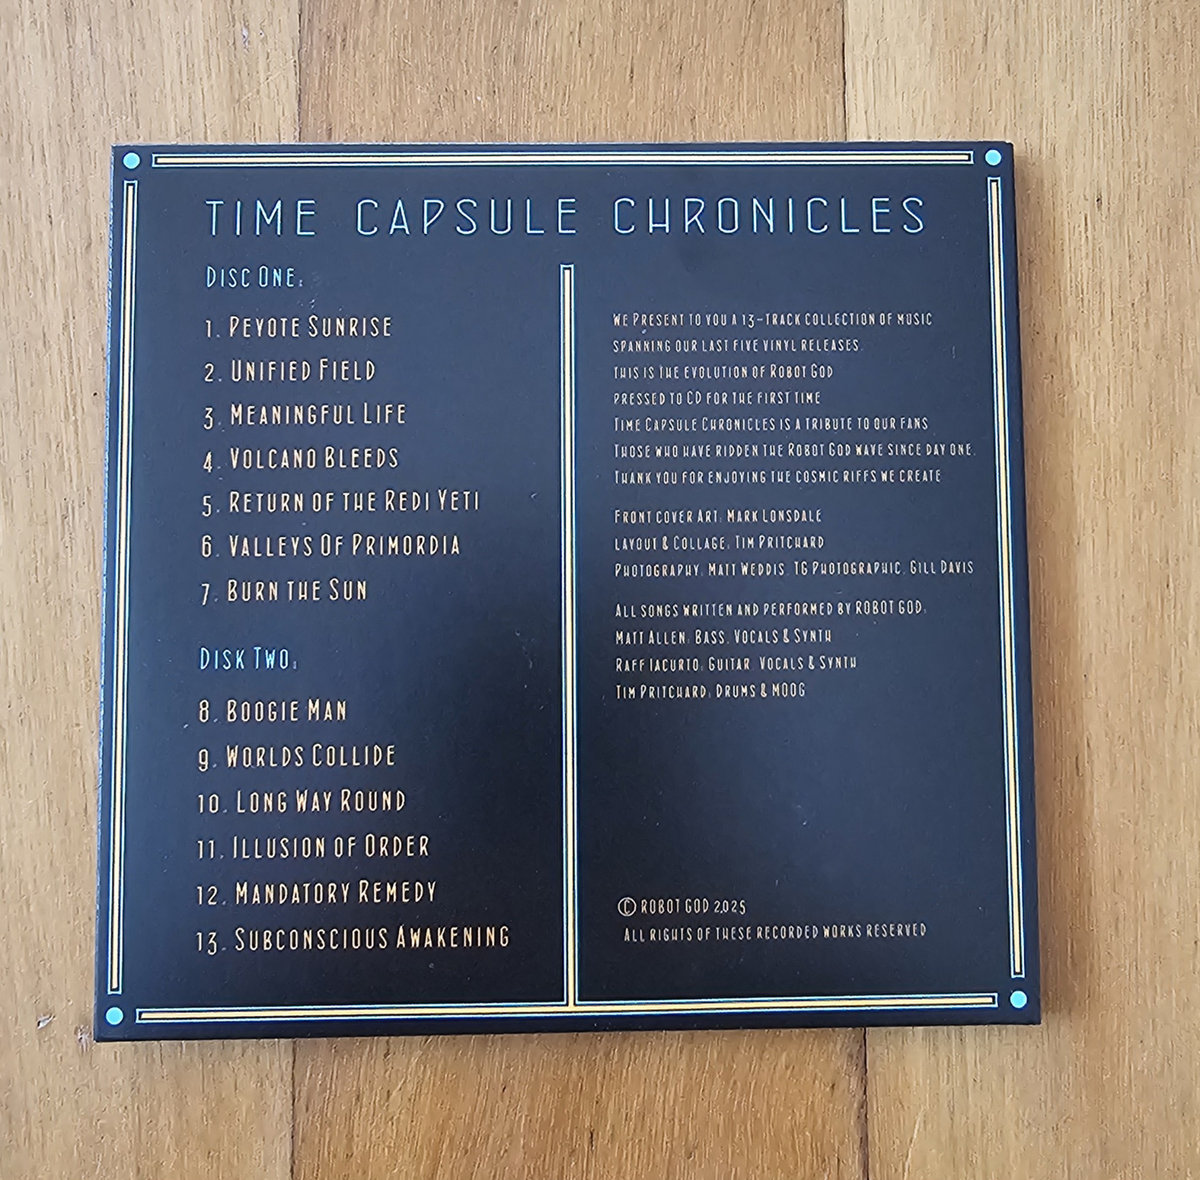 TIME CAPSULE CHRONICLES
DISC ONE:
1. PEYOTE SUNRISE
2. UNIFIED FIELD
3. MEANINGFUL LIFE
4. VOLCANO BLEEDS
5. RETURN OF THE REDI YETI
6. VALLEYS OF PRIMORDIA
7. BURN THE SUN
DISK TWO:
8. BOOGIE MAN
9. WORLDS COLLIDE
10. LONG WAY ROUND
11. ILLUSION OF ORDER
12. MANDATORY REMEDY
13. SUBCONSCIOUS AWAKENING
WE PRESENT TO YOU A 13-TRACK COLLECTION OF MUSIC
SPANNING OUR LAST FIVE VINYL RELEASES.
THIS IS THE EVOLUTION OF ROBOT GOD
PRESSED TO CD FOR THE FIRST TIME
TIME CAPSULE CHRONICLES IS A TRIBUTE TO OUR FANS
THOSE WHO HAVE RIDDEN THE ROBOT GOD WAVE SINCE DAY ONE.
THANK YOU FOR ENJOYING THE COSMIC RIFFS WE CREATE
FRONT COVER ART: MARK LONSDALE
LAYOUT & COLLAGE: TIM PRITCHARD
PHOTOGRAPHY: MATT WEDDIS, TG PHOTOGRAPHIC, GILL DAVIS
ALL SONGS WRITTEN AND PERFORMED BY ROBOT GOD:
MATT ALLEN: BASS, VOCALS & SYNTH
RAFF IACURTO: GUITAR, VOCALS & SYNTH
TIM PRITCHARD: DRUMS & MOOG
© ROBOT GOD 2025
ALL RIGHTS OF THESE RECORDED WORKS RESERVED